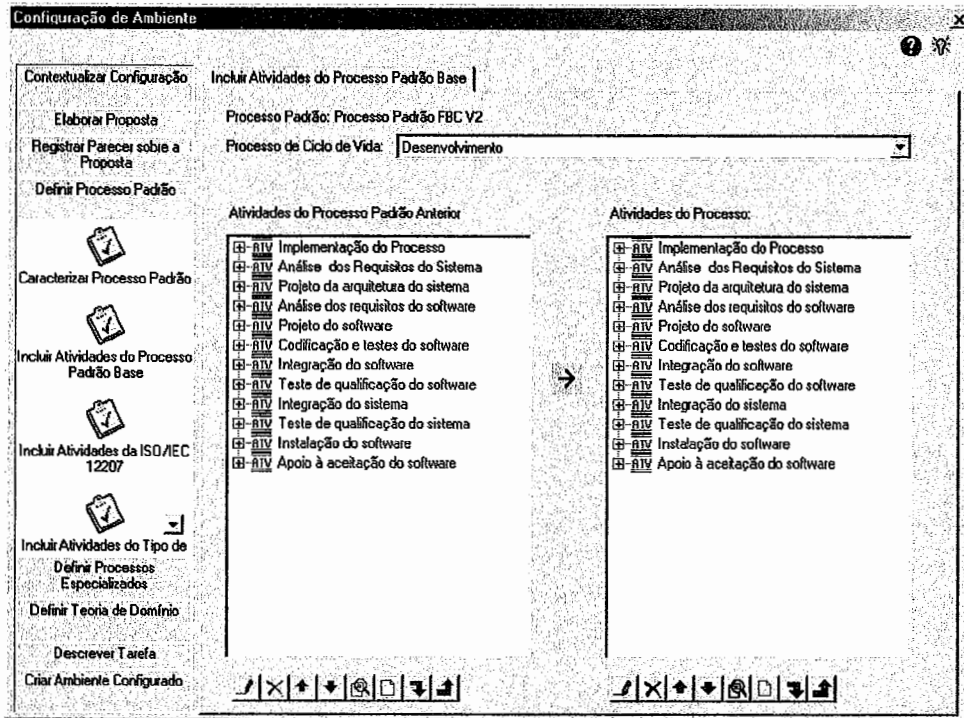 Configuração de Ambiente
Contextualizar Configuração
Elaborar Proposta
Registrar Parecer sobre a
Proposta
Definir Processo Padrão
Caracterizar Processo Padrão
Incluir Atividades do Processo
Padrão Base
Incluir Atividades da ISO/IEC
12207
Incluir Atividades do Tipo de
Definir Processos
Especializados
Definir Teoria de Domínio
Descrever Tarefa
Criar Ambiente Configurado
Incluir Atividades do Processo Padrão Base
Processo Padrão: Processo Padrão FBC V2
Processo de Ciclo de Vida: Desenvolvimento
Atividades do Processo Padrão Anterior
ATV Implementação do Processo
ATV Análise dos Requisitos do Sistema
ATV Projeto da arquitetura do sistema
ATV Análise dos requisitos do software
ATV Projeto do software
ATV Codificação e testes do software
ATV Integração do software
ATV Teste de qualificação do software
ATV Integração do sistema
ATV Teste de qualificação do sistema
ATV Instalação do software
ATV Apoio à aceitação do software
Atividades do Processo:
ATV Implementação do Processo
ATV Análise dos Requisitos do Sistema
ATV Projeto da arquitetura do sistema
ATV Análise dos requisitos do software
ATV Projeto do software
ATV Codificação e testes do software
ATV Integração do software
ATV Teste de qualificação do software
ATV Integração do sistema
ATV Teste de qualificação do sistema
ATV Instalação do software
ATV Apoio à aceitação do software